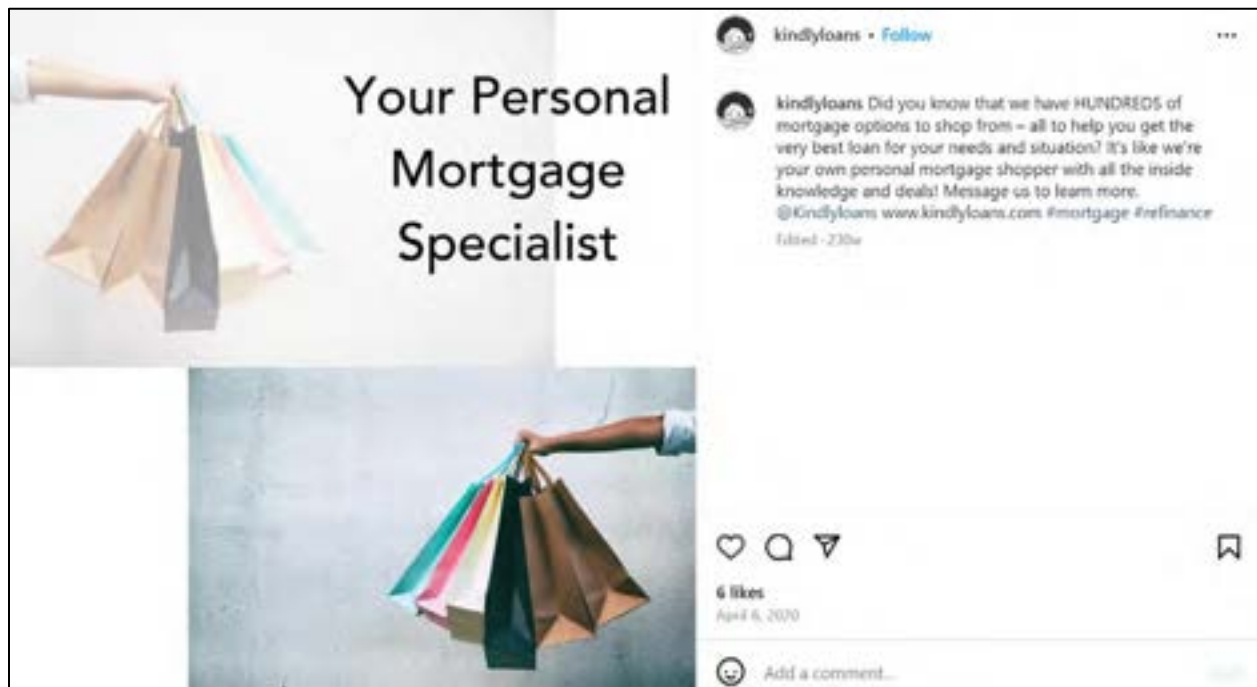 Your Personal
Mortgage
Specialist
kindlyloans • Follow
kindlyloans Did you know that we have HUNDREDS of
mortgage options to shop from – all to help you get the
very best loan for your needs and situation? It's like we're
your own personal mortgage shopper with all the inside
knowledge and deals! Message us to learn more.
@Kindlyloans www.kindlyloans.com #mortgage #refinance
Edited · 230w
6 likes
April 6, 2020
Add a comment...